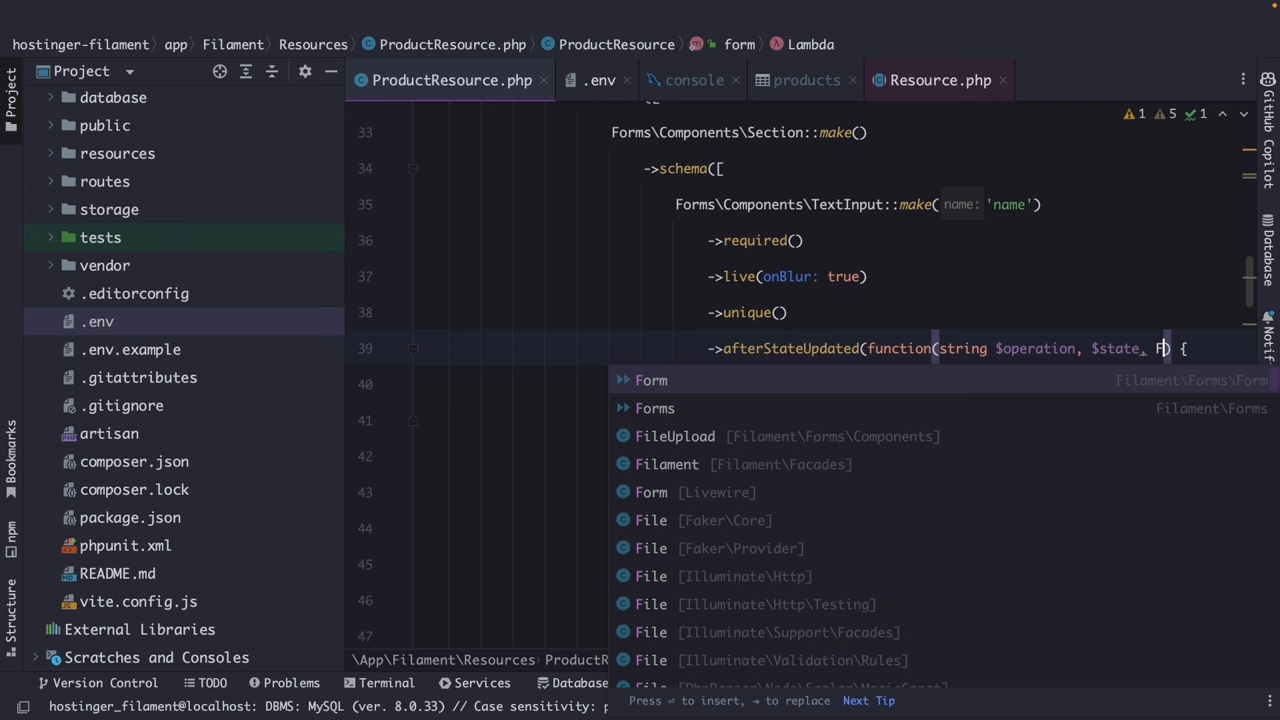 hostinger-filament app Filament Resources ProductResource.php ProductResource form Lambda
Project
ProductResource.php
.env
console
products
Resource.php
Project
Bookmarks
npm
Structure
database
public
resources
routes
storage
tests
vendor
.editorconfig
.env
.env.example
.gitattributes
.gitignore
artisan
composer.json
composer.lock
package.json
phpunit.xml
README.md
vite.config.js
External Libraries
Scratches and Consoles
1 5 1
33 Forms\Components\Section::make()
34 ->schema([
35 Forms\Components\TextInput::make( name: 'name')
36 ->required()
37 ->live(onBlur: true)
38 ->unique()
39 ->afterStateUpdated(function(string $operation, $state, F) {
40
41
42
43
44
45
46
47
Form Filament\Forms\Form
Forms Filament\Forms
FileUpload [Filament\Forms\Components]
Filament [Filament\Facades]
Form [Livewire]
File [Faker\Core]
File [Faker\Provider]
File [Illuminate\Http]
File [Illuminate\Http\Testing]
File [Illuminate\Support\Facades]
File [Illuminate\Validation\Rules]
Press ⏎ to insert, ⇥ to replace Next Tip
\App\Filament\Resources
GitHub Copilot
Database
Version Control
TODO
Problems
Terminal
Services
hostinger_filament@localhost: DBMS: MySQL (ver. 8.0.33) // Case sensitivity: